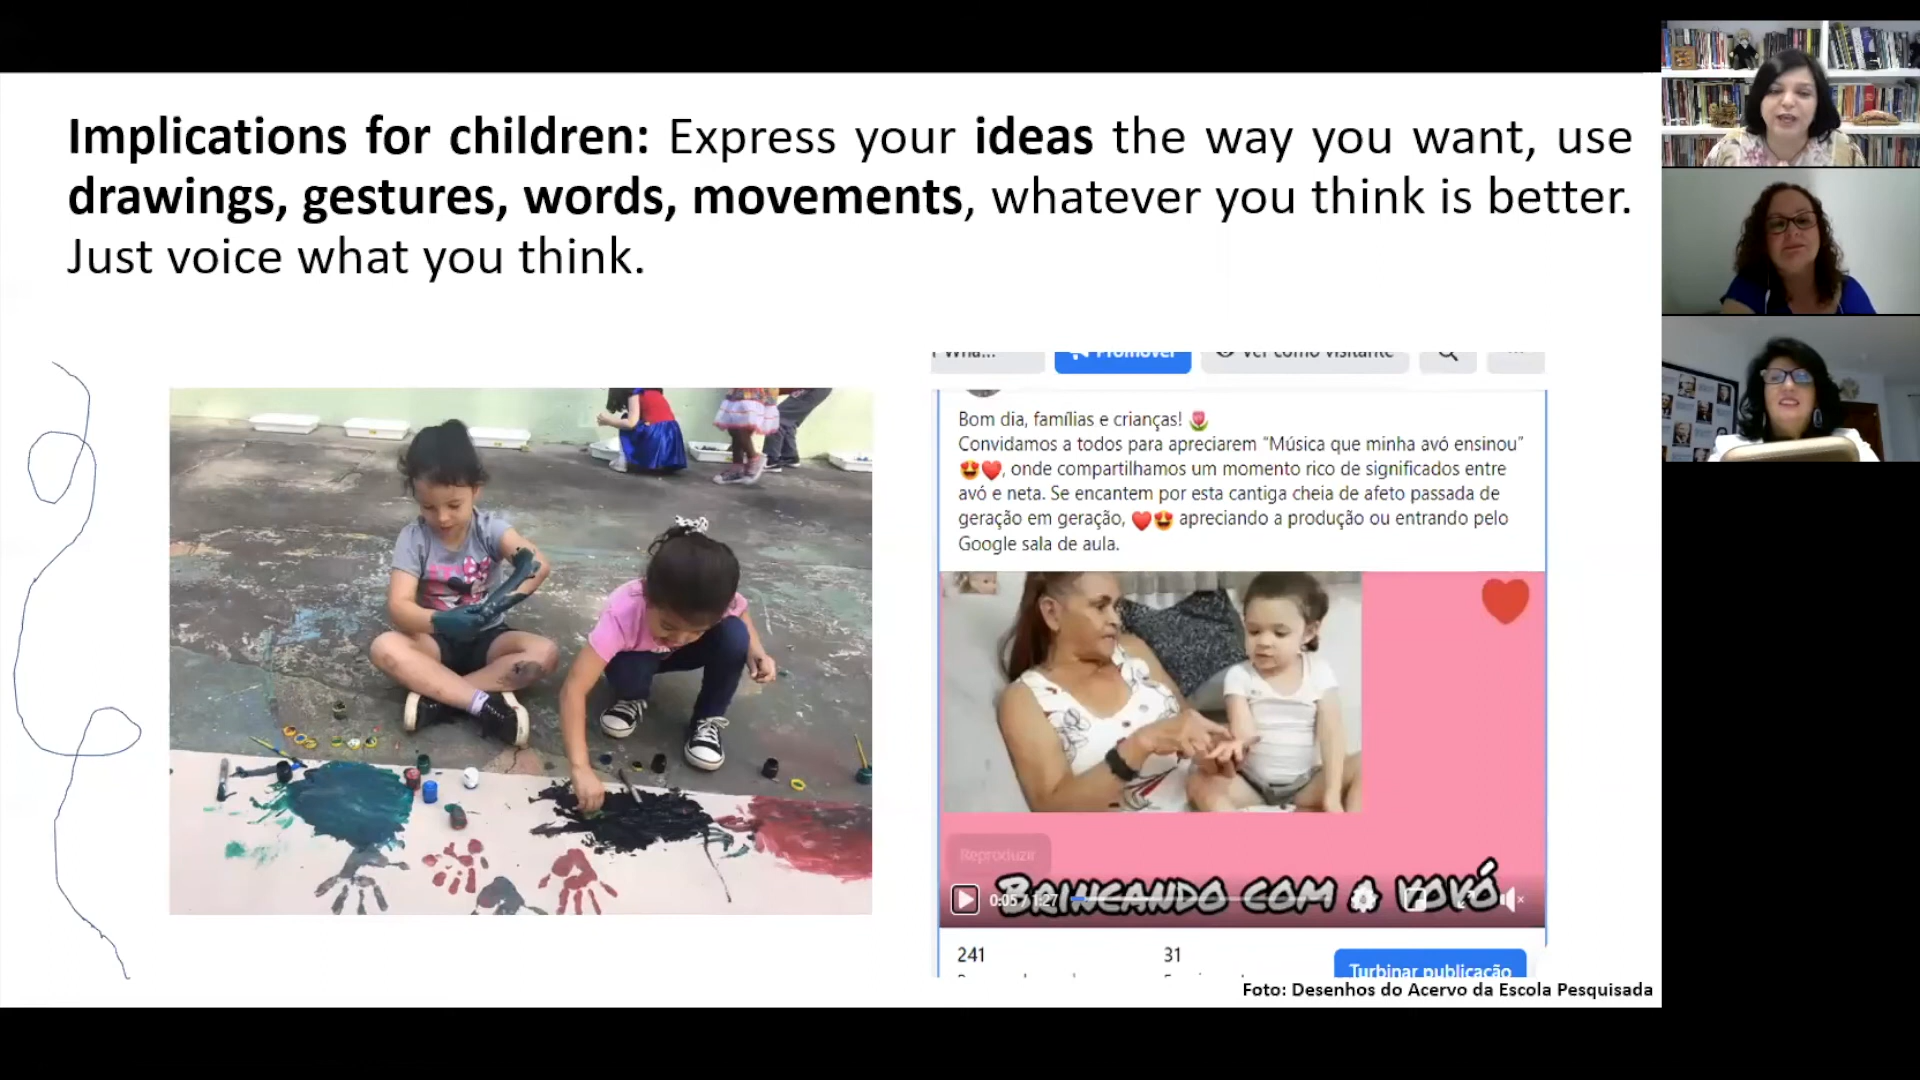 Implications for children: Express your ideas the way you want, use
drawings, gestures, words, movements, whatever you think is better.
Just voice what you think.
Promover
Ver como visitante
Bom dia, famílias e crianças!
Convidamos a todos para apreciarem “Música que minha avó ensinou”
, onde compartilhamos um momento rico de significados entre
avó e neta. Se encantem por esta cantiga cheia de afeto passada de
geração em geração, apreciando a produção ou entrando pelo
Google sala de aula.
Reproduzir
BRINCANDO COM A VOVÓ
0:05 / 1:27
241
31
Turbinar publicação
Foto: Desenhos do Acervo da Escola Pesquisada